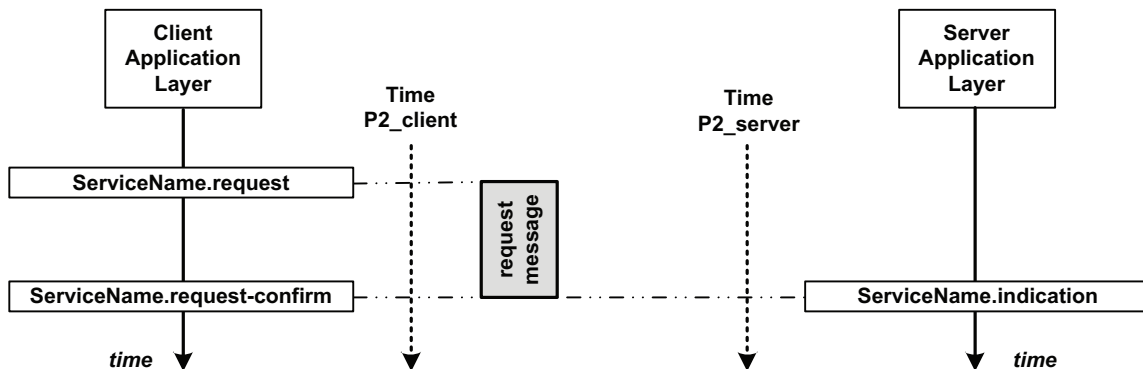 Client
Application
Layer
Server
Application
Layer
Time
P2_client
Time
P2_server
ServiceName.request
request
message
ServiceName.request-confirm
ServiceName.indication
time
time